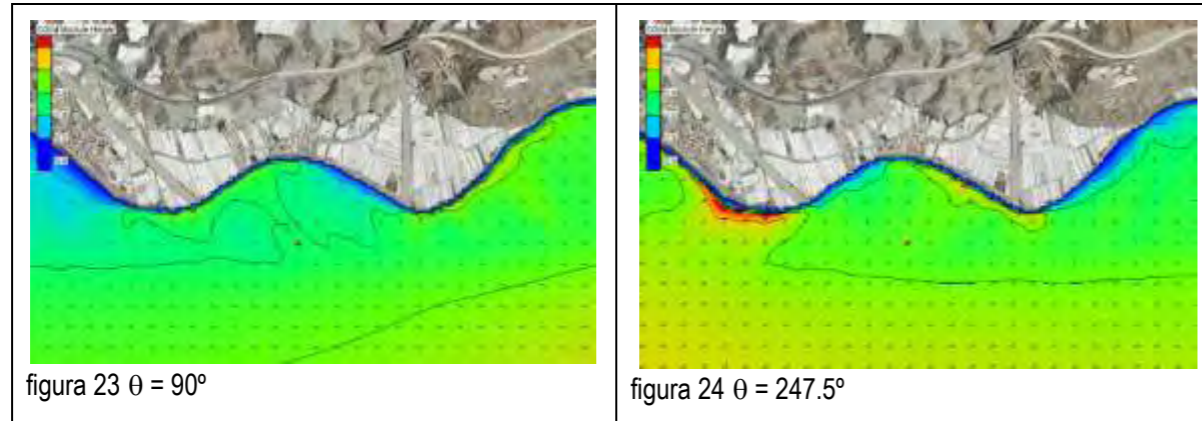 figura 23 θ = 90º
figura 24 θ = 247.5º